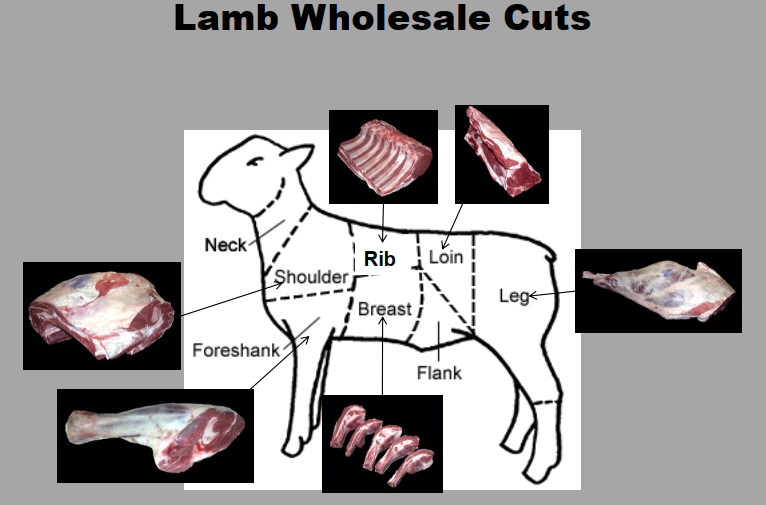 Lamb Wholesale Cuts
Neck
Rib
Loin
Shoulder
Leg
Breast
Foreshank
Flank